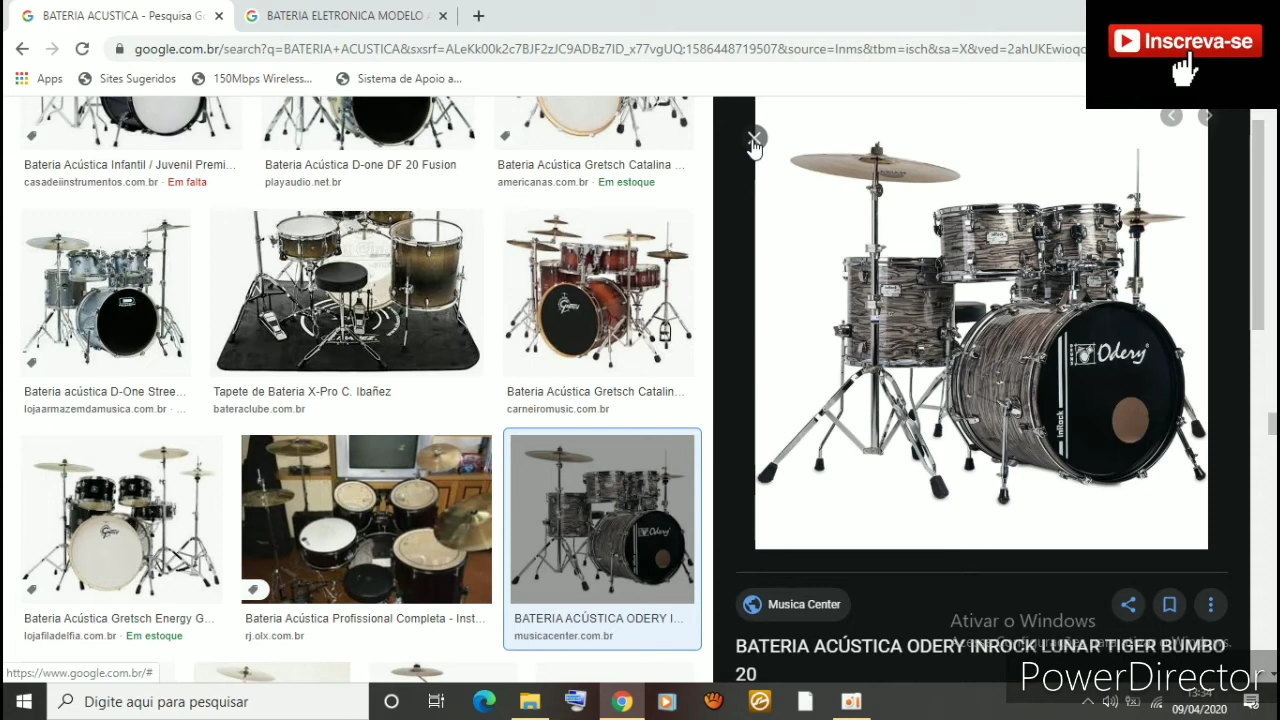 BATERIA ACUSTICA - Pesquisa Go
BATERIA ELETRONICA MODELO
Inscreva-se
google.com.br/search?q=BATERIA+ACUSTICA&sxsrf=ALeKk00k2c7BJF2zJC9ADBz7ID_x77vgUQ:1586448719507&source=lnms&tbm=isch&sa=X&ved=2ahUKEwioqc
Apps Sites Sugeridos 150Mbps Wireless... Sistema de Apoio a...
Bateria Acústica Infantil / Juvenil Premi...
casadeiinstrumentos.com.br · Em falta
Bateria Acústica D-one DF 20 Fusion
playaudio.net.br
Bateria Acústica Gretsch Catalina ...
americanas.com.br · Em estoque
Bateria acústica D-One Stree...
lojaarmazemdamusica.com.br · ...
Tapete de Bateria X-Pro C. Ibañez
bateraclube.com.br
Bateria Acústica Gretsch Catalin...
carneiromusic.com.br
Bateria Acústica Gretsch Energy G...
lojafiladelfia.com.br · Em estoque
Bateria Acústica Profissional Completa - Inst...
rj.olx.com.br
BATERIA ACÚSTICA ODERY I...
musicacenter.com.br
Odery
InRock
Musica Center
Ativar o Windows
BATERIA ACÚSTICA ODERY INROCK LUNAR TIGER BUMBO
20
https://www.google.com.br/#
PowerDirector
Digite aqui para pesquisar
13:34
09/04/2020